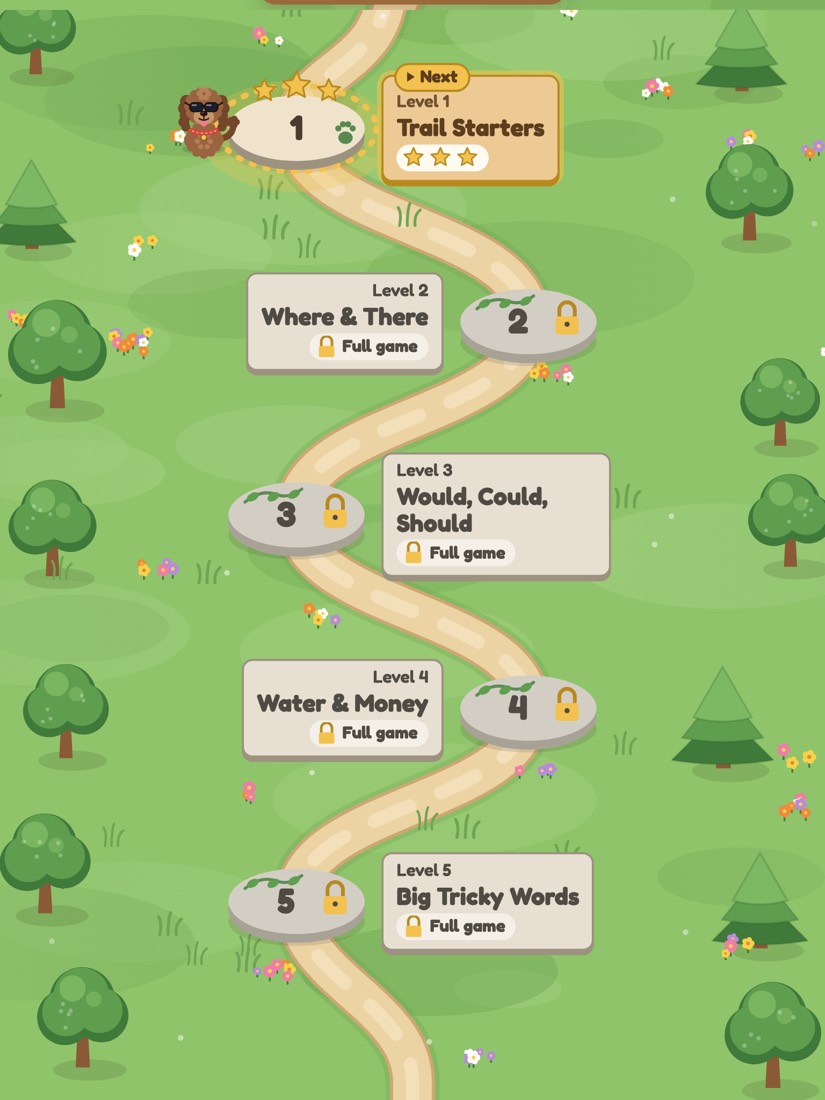 Next
Level 1
1
Trail Starters
Level 2
Where & There
2
Full game
Level 3
Would, Could,
3
Should
Full game
Level 4
Water & Money
4
Full game
Level 5
Big Tricky Words
5
Full game